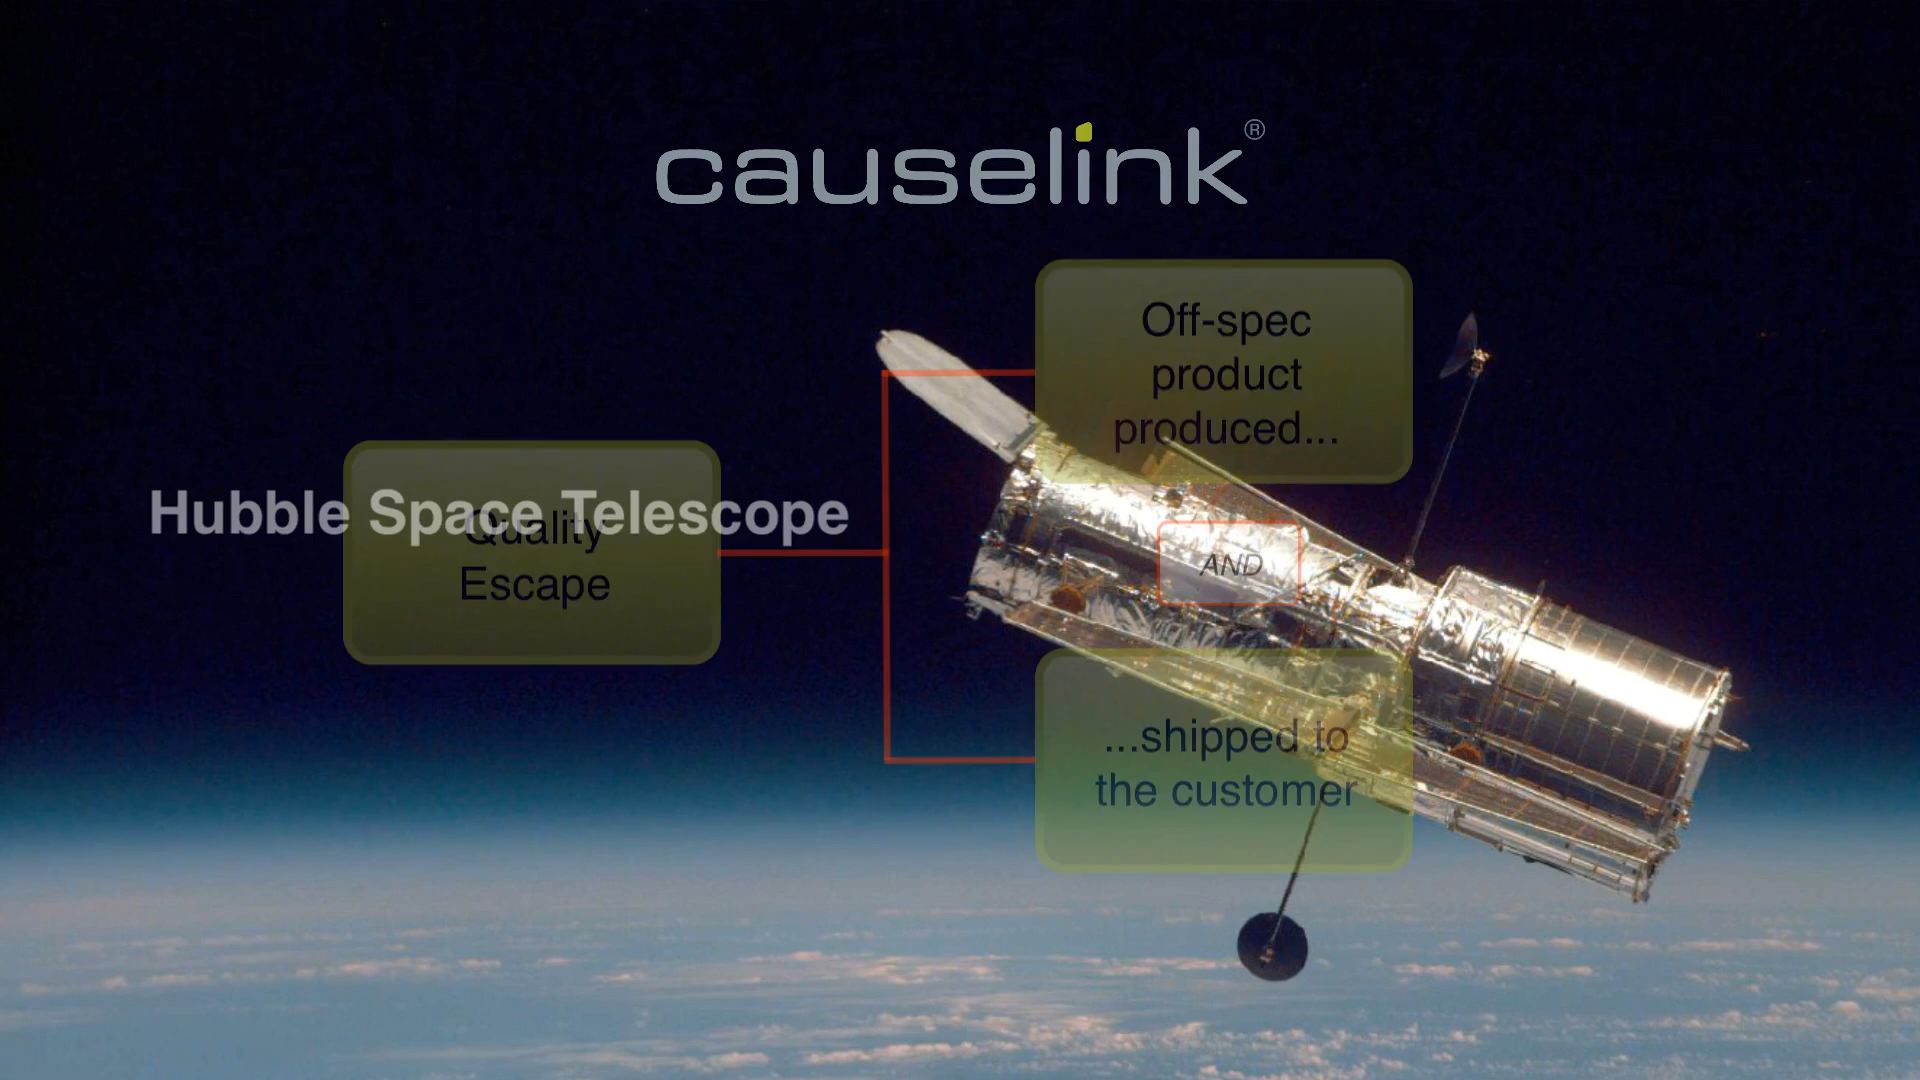 causelink®
Off-spec
product
produced...
Hubble Space Telescope
Quality
Escape
AND
...shipped to
the customer